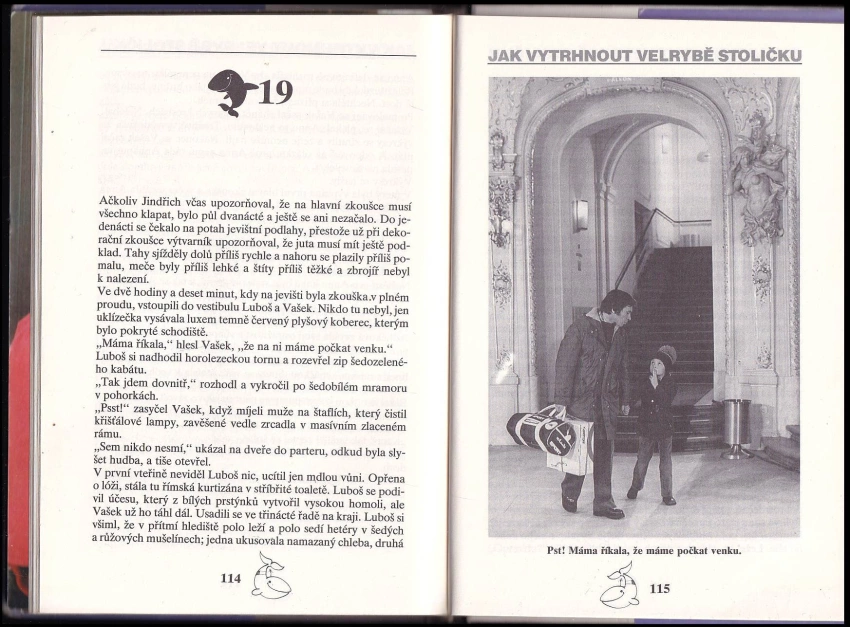 19
Ačkoliv Jindřich včas upozorňoval, že na hlavní zkoušce musí
všechno klapat, bylo půl dvanácté a ještě se ani nezačalo. Do je-
denácti se čekalo na potah jevištní podlahy, přestože už při deko-
rační zkoušce výtvarník upozorňoval, že juta musí mít ještě pod-
klad. Tahy sjížděly dolů příliš rychle a nahoru se plazily příliš po-
malu, meče byly příliš lehké a štíty příliš těžké a zbrojíř nebyl
k nalezení.
Ve dvě hodiny a deset minut, kdy na jevišti byla zkouška.v plném
proudu, vstoupili do vestibulu Luboš a Vašek. Nikdo tu nebyl, jen
uklízečka vysávala luxem temně červený plyšový koberec, kterým
bylo pokryté schodiště.
„Máma říkala,“ hlesl Vašek, „že na ni máme počkat venku.“
Luboš si nadhodil horolezeckou tornu a rozevřel zip šedozelené-
ho kabátu.
„Tak jdem dovnitř,“ rozhodl a vykročil po šedobílém mramoru
v pohorkách.
„Psst!“ zasyčel Vašek, když míjeli muže na štaflích, který čistil
křišťálové lampy, zavěšené vedle zrcadla v masívním zlaceném
rámu.
„Sem nikdo nesmí,“ ukázal na dveře do parteru, odkud byla sly-
šet hudba, a tiše otevřel.
V první vteřině neviděl Luboš nic, ucítil jen mdlou vůni. Opřena
o lóži, stála tu římská kurtizána v stříbřité toaletě. Luboš se podi-
vil účesu, který z bílých prstýnků vytvořil vysokou homoli, ale
Vašek už ho táhl dál. Usadili se ve třinácté řadě na kraji. Luboš si
všiml, že v přítmí hlediště polo leží a polo sedí hetéry v šedých
a růžových mušelínech; jedna ukusovala namazaný chleba, druhá
114
JAK VYTRHNOUT VELRYBĚ STOLIČKU
Pst! Máma říkala, že máme počkat venku.
115